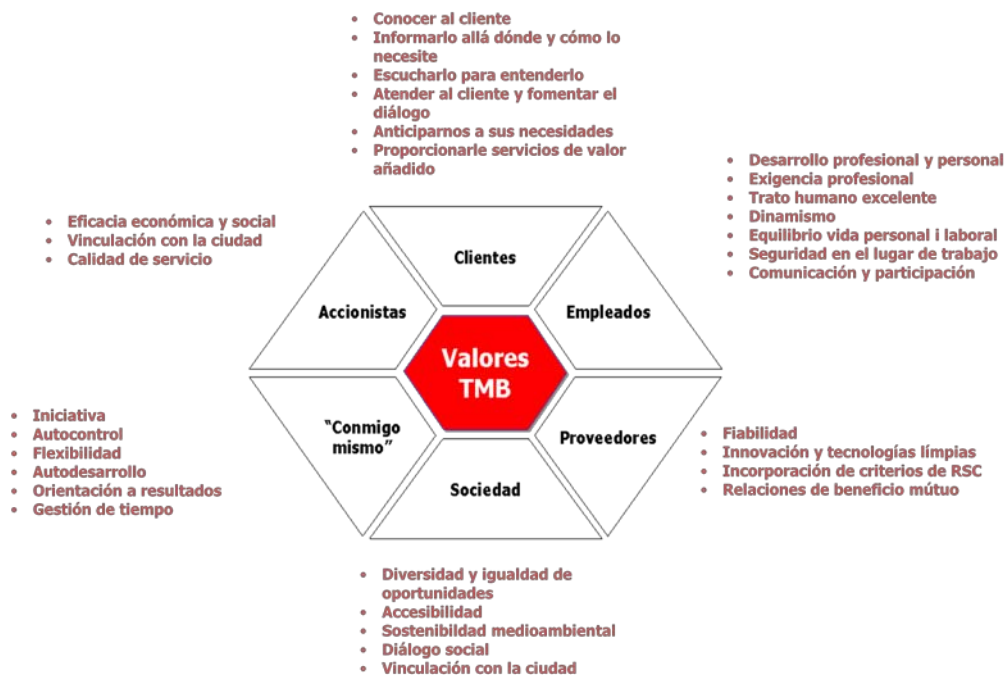 • Conocer al cliente
• Informarlo allá dónde y cómo lo
necesite
• Escucharlo para entenderlo
• Atender al cliente y fomentar el
diálogo
• Anticiparnos a sus necesidades
• Proporcionarle servicios de valor
añadido
• Desarrollo profesional y personal
• Exigencia profesional
• Trato humano excelente
• Dinamismo
• Equilibrio vida personal i laboral
• Seguridad en el lugar de trabajo
• Comunicación y participación
• Eficacia económica y social
• Vinculación con la ciudad
• Calidad de servicio
Clientes
Accionistas
Empleados
Valores
TMB
"Conmigo
mismo"
Proveedores
Sociedad
• Iniciativa
• Autocontrol
• Flexibilidad
• Autodesarrollo
• Orientación a resultados
• Gestión de tiempo
• Fiabilidad
• Innovación y tecnologías límpias
• Incorporación de criterios de RSC
• Relaciones de beneficio mútuo
• Diversidad y igualdad de
oportunidades
• Accesibilidad
• Sostenibildad medioambiental
• Diálogo social
• Vinculación con la ciudad